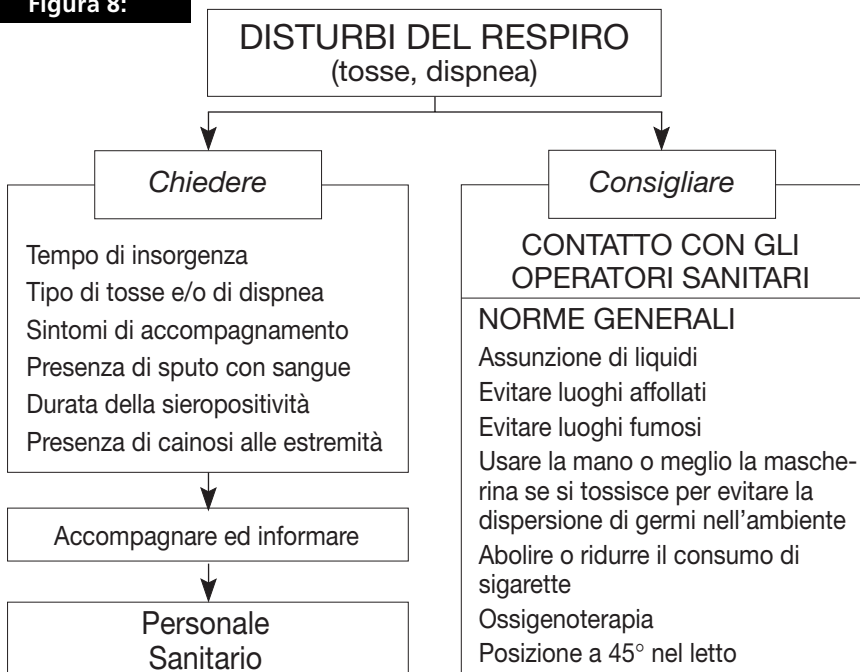 Figura 8:
DISTURBI DEL RESPIRO
(tosse, dispnea)
Chiedere
Tempo di insorgenza
Tipo di tosse e/o di dispnea
Sintomi di accompagnamento
Presenza di sputo con sangue
Durata della sieropositività
Presenza di cainosi alle estremità
Accompagnare ed informare
Personale
Sanitario
Consigliare
CONTATTO CON GLI
OPERATORI SANITARI
NORME GENERALI
Assunzione di liquidi
Evitare luoghi affollati
Evitare luoghi fumosi
Usare la mano o meglio la masche-
rina se si tossisce per evitare la
dispersione di germi nell'ambiente
Abolire o ridurre il consumo di
sigarette
Ossigenoterapia
Posizione a 45° nel letto